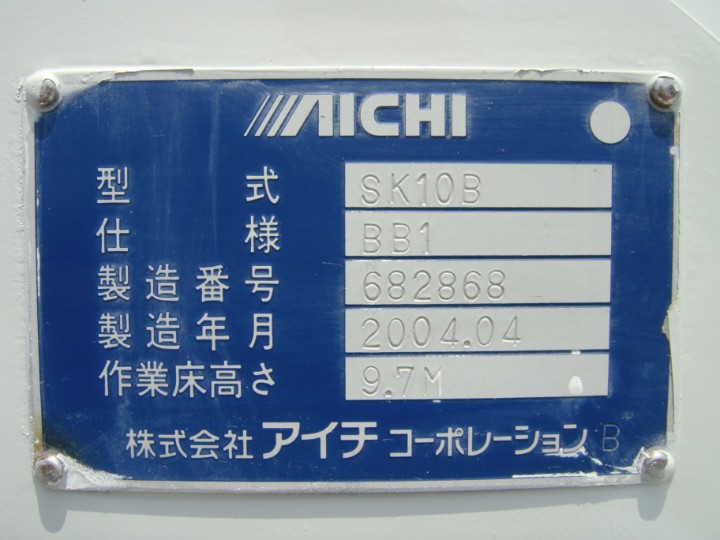 AICHI
型式 SK10B
仕様 BB1
製造番号 682868
製造年月 2004.04
作業床高さ 9.7M
株式会社アイチコーポレーション B